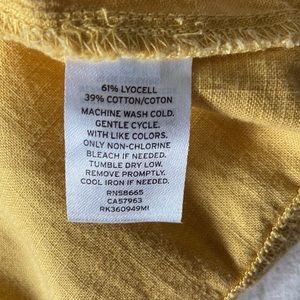 61% LYOCELL
39% COTTON/COTON
MACHINE WASH COLD.
GENTLE CYCLE.
WITH LIKE COLORS.
ONLY NON-CHLORINE
BLEACH IF NEEDED.
TUMBLE DRY LOW.
REMOVE PROMPTLY.
COOL IRON IF NEEDED.
RN58665
CA57963
RK360949MI